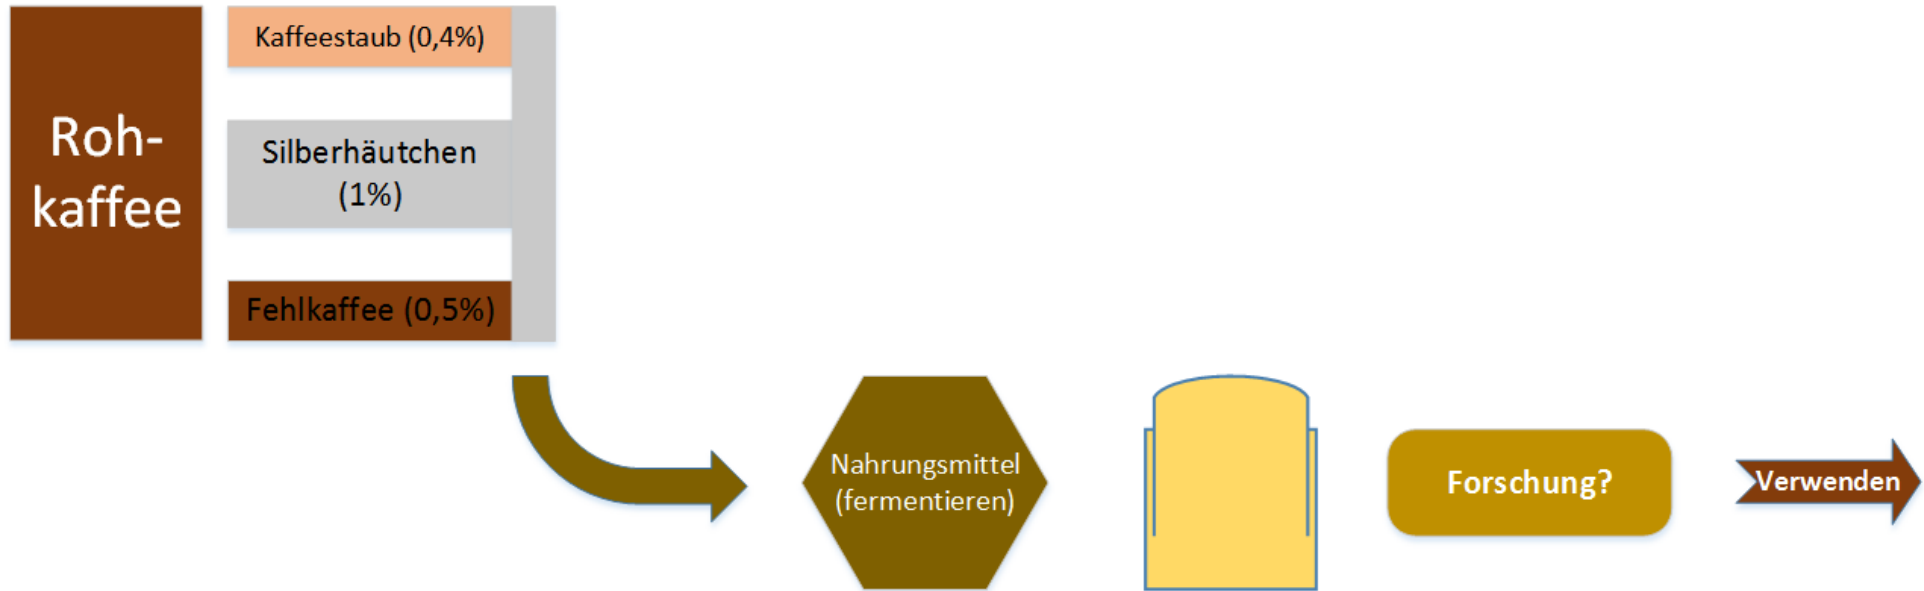 Roh-
kaffee
Kaffeestaub (0,4%)
Silberhäutchen
(1%)
Fehlkaffee (0,5%)
Nahrungsmittel
(fermentieren)
Forschung?
Verwenden